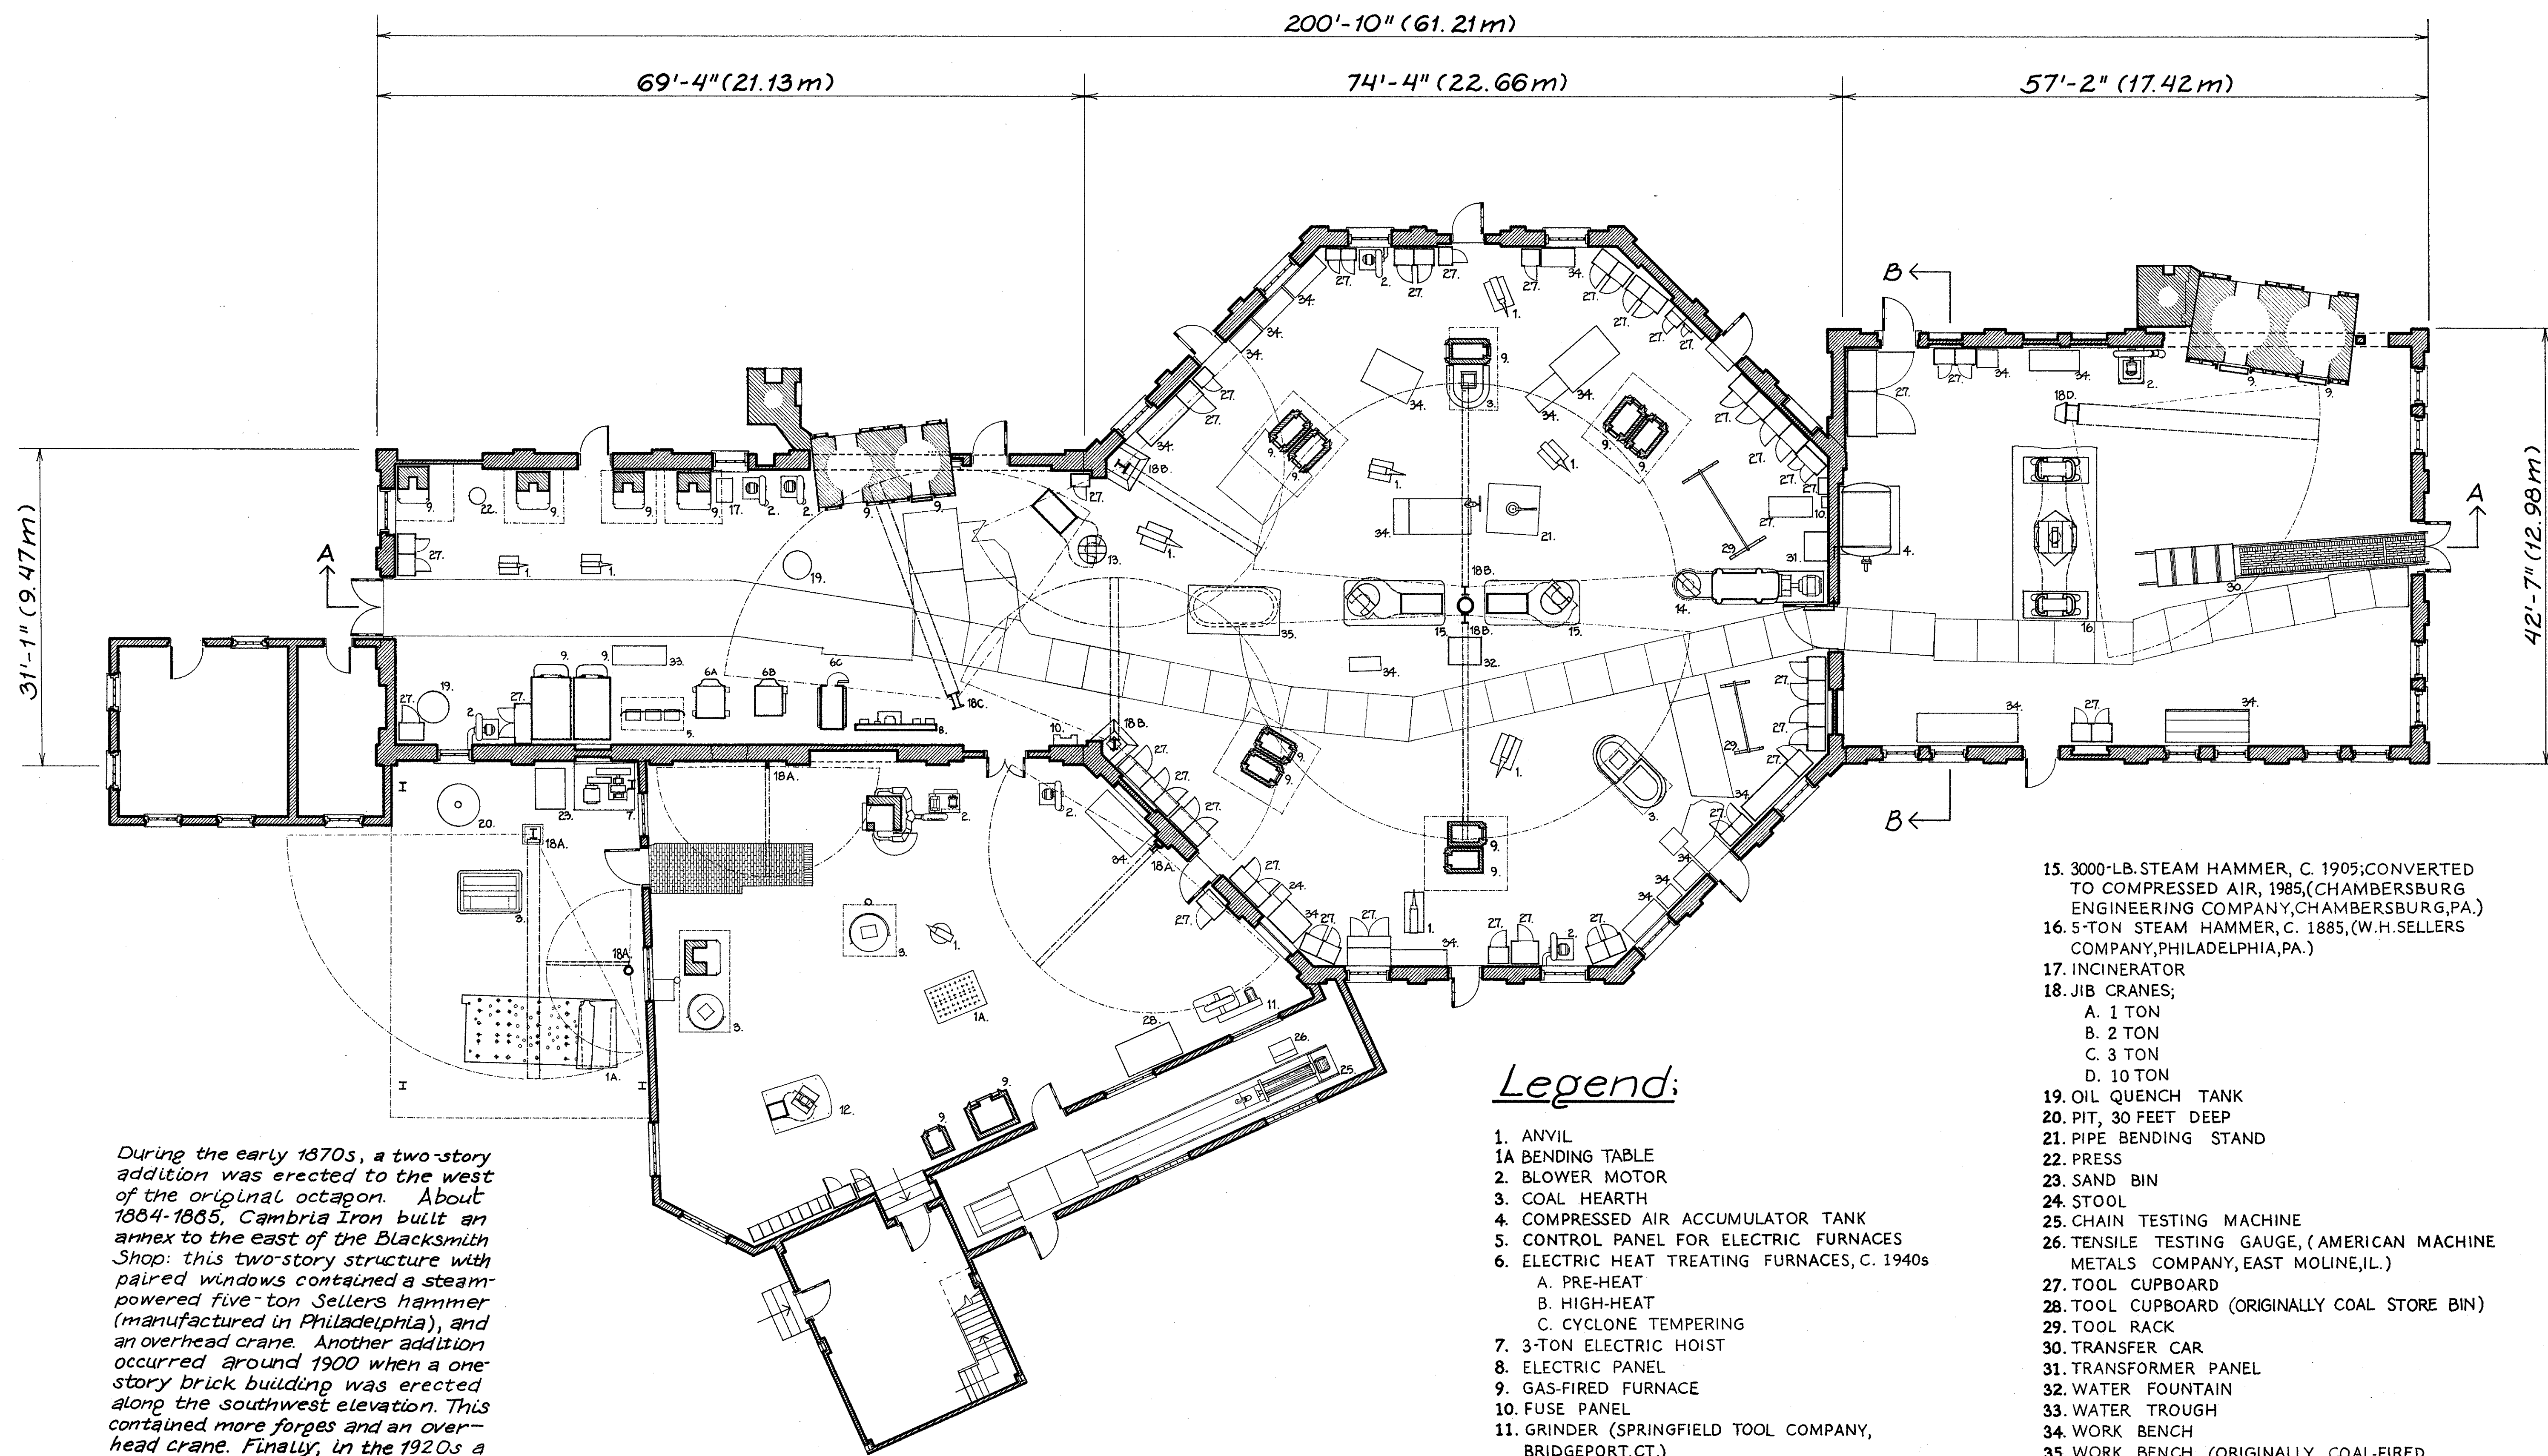 200'-10" (61.21m)
69'-4" (21.13m)
74'-4" (22.66m)
57'-2" (17.42m)
31'-1" (9.47m)
42'-7" (12.98m)
A
A
B
B
During the early 1870s, a two-story
addition was erected to the west
of the original octagon. About
1884-1885, Cambria Iron built an
annex to the east of the Blacksmith
Shop: this two-story structure with
paired windows contained a steam-
powered five-ton Sellers hammer
(manufactured in Philadelphia), and
an overhead crane. Another addition
occurred around 1900 when a one-
story brick building was erected
along the southwest elevation. This
contained more forges and an over-
head crane. Finally, in the 1920s a
Legend:
1. ANVIL
1A BENDING TABLE
2. BLOWER MOTOR
3. COAL HEARTH
4. COMPRESSED AIR ACCUMULATOR TANK
5. CONTROL PANEL FOR ELECTRIC FURNACES
6. ELECTRIC HEAT TREATING FURNACES, C. 1940s
A. PRE-HEAT
B. HIGH-HEAT
C. CYCLONE TEMPERING
7. 3-TON ELECTRIC HOIST
8. ELECTRIC PANEL
9. GAS-FIRED FURNACE
10. FUSE PANEL
11. GRINDER (SPRINGFIELD TOOL COMPANY,
BRIDGEPORT, CT.)
15. 3000-LB. STEAM HAMMER, C. 1905; CONVERTED
TO COMPRESSED AIR, 1985, (CHAMBERSBURG
ENGINEERING COMPANY, CHAMBERSBURG, PA.)
16. 5-TON STEAM HAMMER, C. 1885, (W.H. SELLERS
COMPANY, PHILADELPHIA, PA.)
17. INCINERATOR
18. JIB CRANES;
A. 1 TON
B. 2 TON
C. 3 TON
D. 10 TON
19. OIL QUENCH TANK
20. PIT, 30 FEET DEEP
21. PIPE BENDING STAND
22. PRESS
23. SAND BIN
24. STOOL
25. CHAIN TESTING MACHINE
26. TENSILE TESTING GAUGE, (AMERICAN MACHINE
METALS COMPANY, EAST MOLINE, IL.)
27. TOOL CUPBOARD
28. TOOL CUPBOARD (ORIGINALLY COAL STORE BIN)
29. TOOL RACK
30. TRANSFER CAR
31. TRANSFORMER PANEL
32. WATER FOUNTAIN
33. WATER TROUGH
34. WORK BENCH
35. WORK BENCH (ORIGINALLY COAL-FIRED